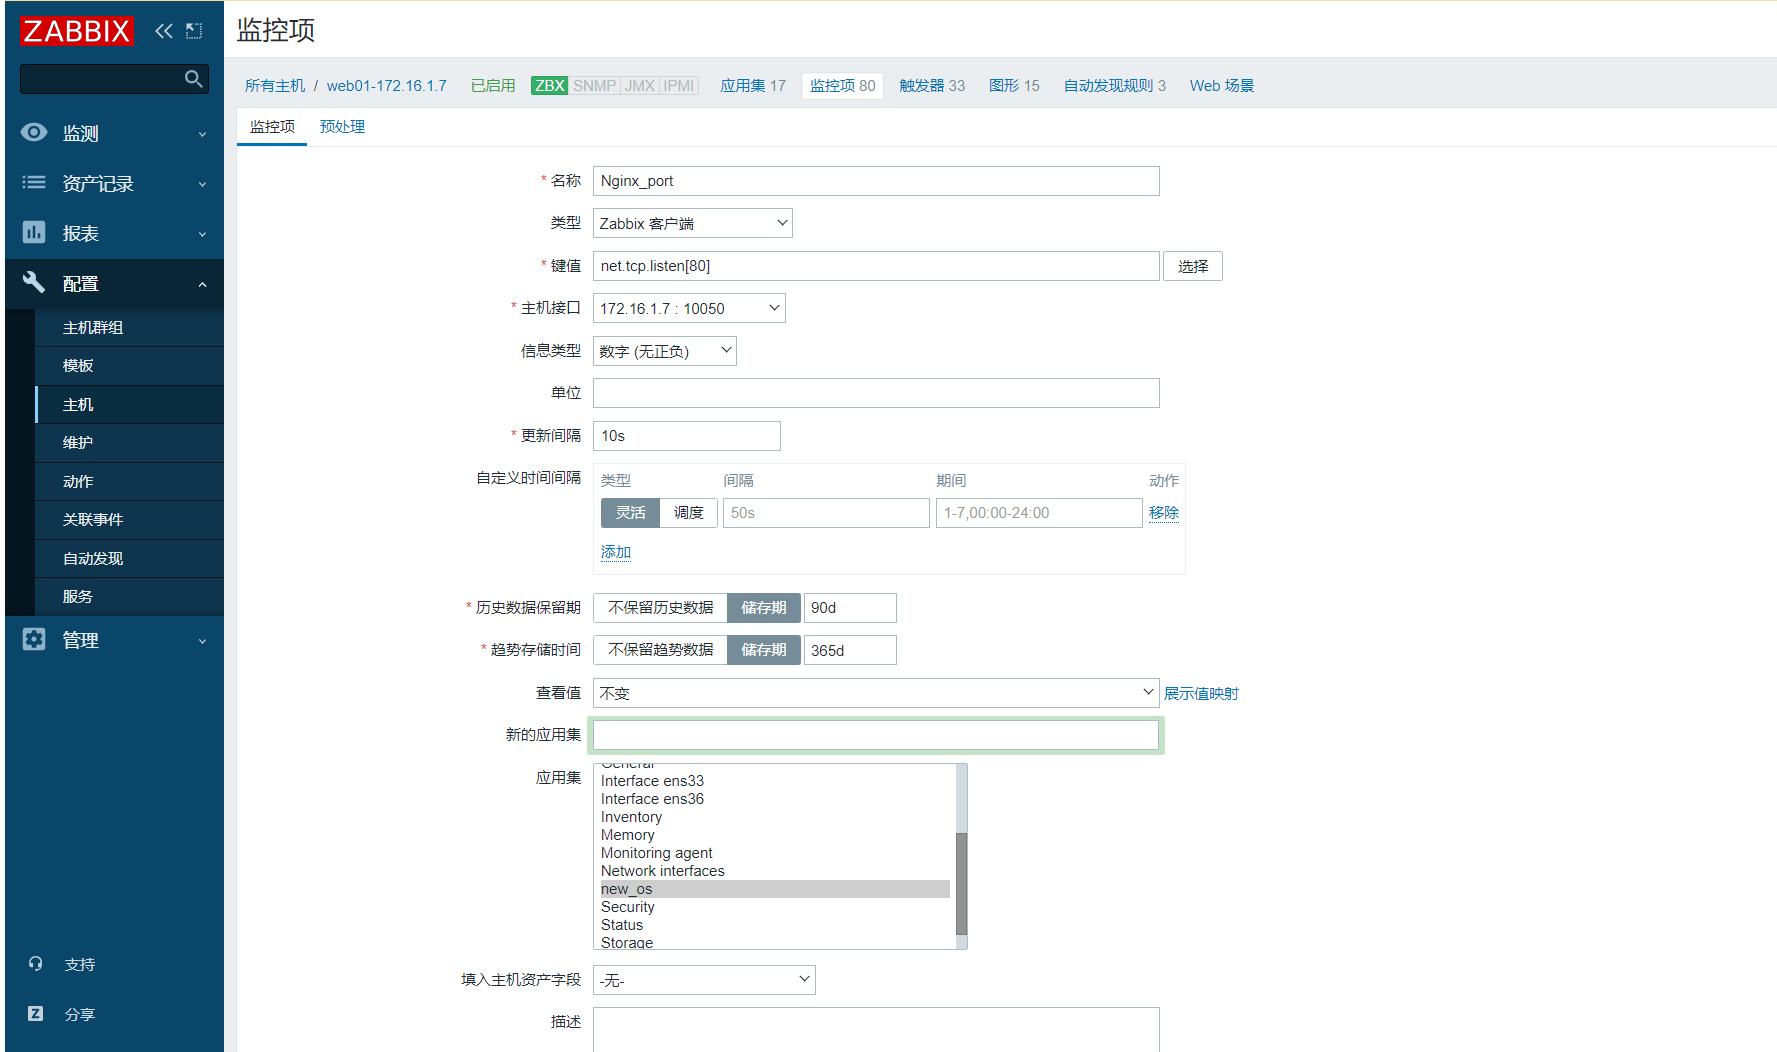 ZABBIX
监测
资产记录
报表
配置
主机群组
模板
主机
维护
动作
关联事件
自动发现
服务
管理
支持
Z 分享
监控项
所有主机 / web01-172.16.1.7 已启用 ZBX SNMP JMX IPMI 应用集 17 监控项 80 触发器 33 图形 15 自动发现规则 3 Web 场景
监控项 预处理
* 名称 Nginx_port
类型 Zabbix 客户端
* 键值 net.tcp.listen[80] 选择
* 主机接口 172.16.1.7 : 10050
信息类型 数字 (无正负)
单位
* 更新间隔 10s
自定义时间间隔 类型 间隔 期间 动作
灵活 调度 50s 1-7,00:00-24:00 移除
添加
* 历史数据保留期 不保留历史数据 储存期 90d
* 趋势存储时间 不保留趋势数据 储存期 365d
查看值 不变 展示值映射
新的应用集
应用集 General
Interface ens33
Interface ens36
Inventory
Memory
Monitoring agent
Network interfaces
new_os
Security
Status
Storage
填入主机资产字段 -无-
描述